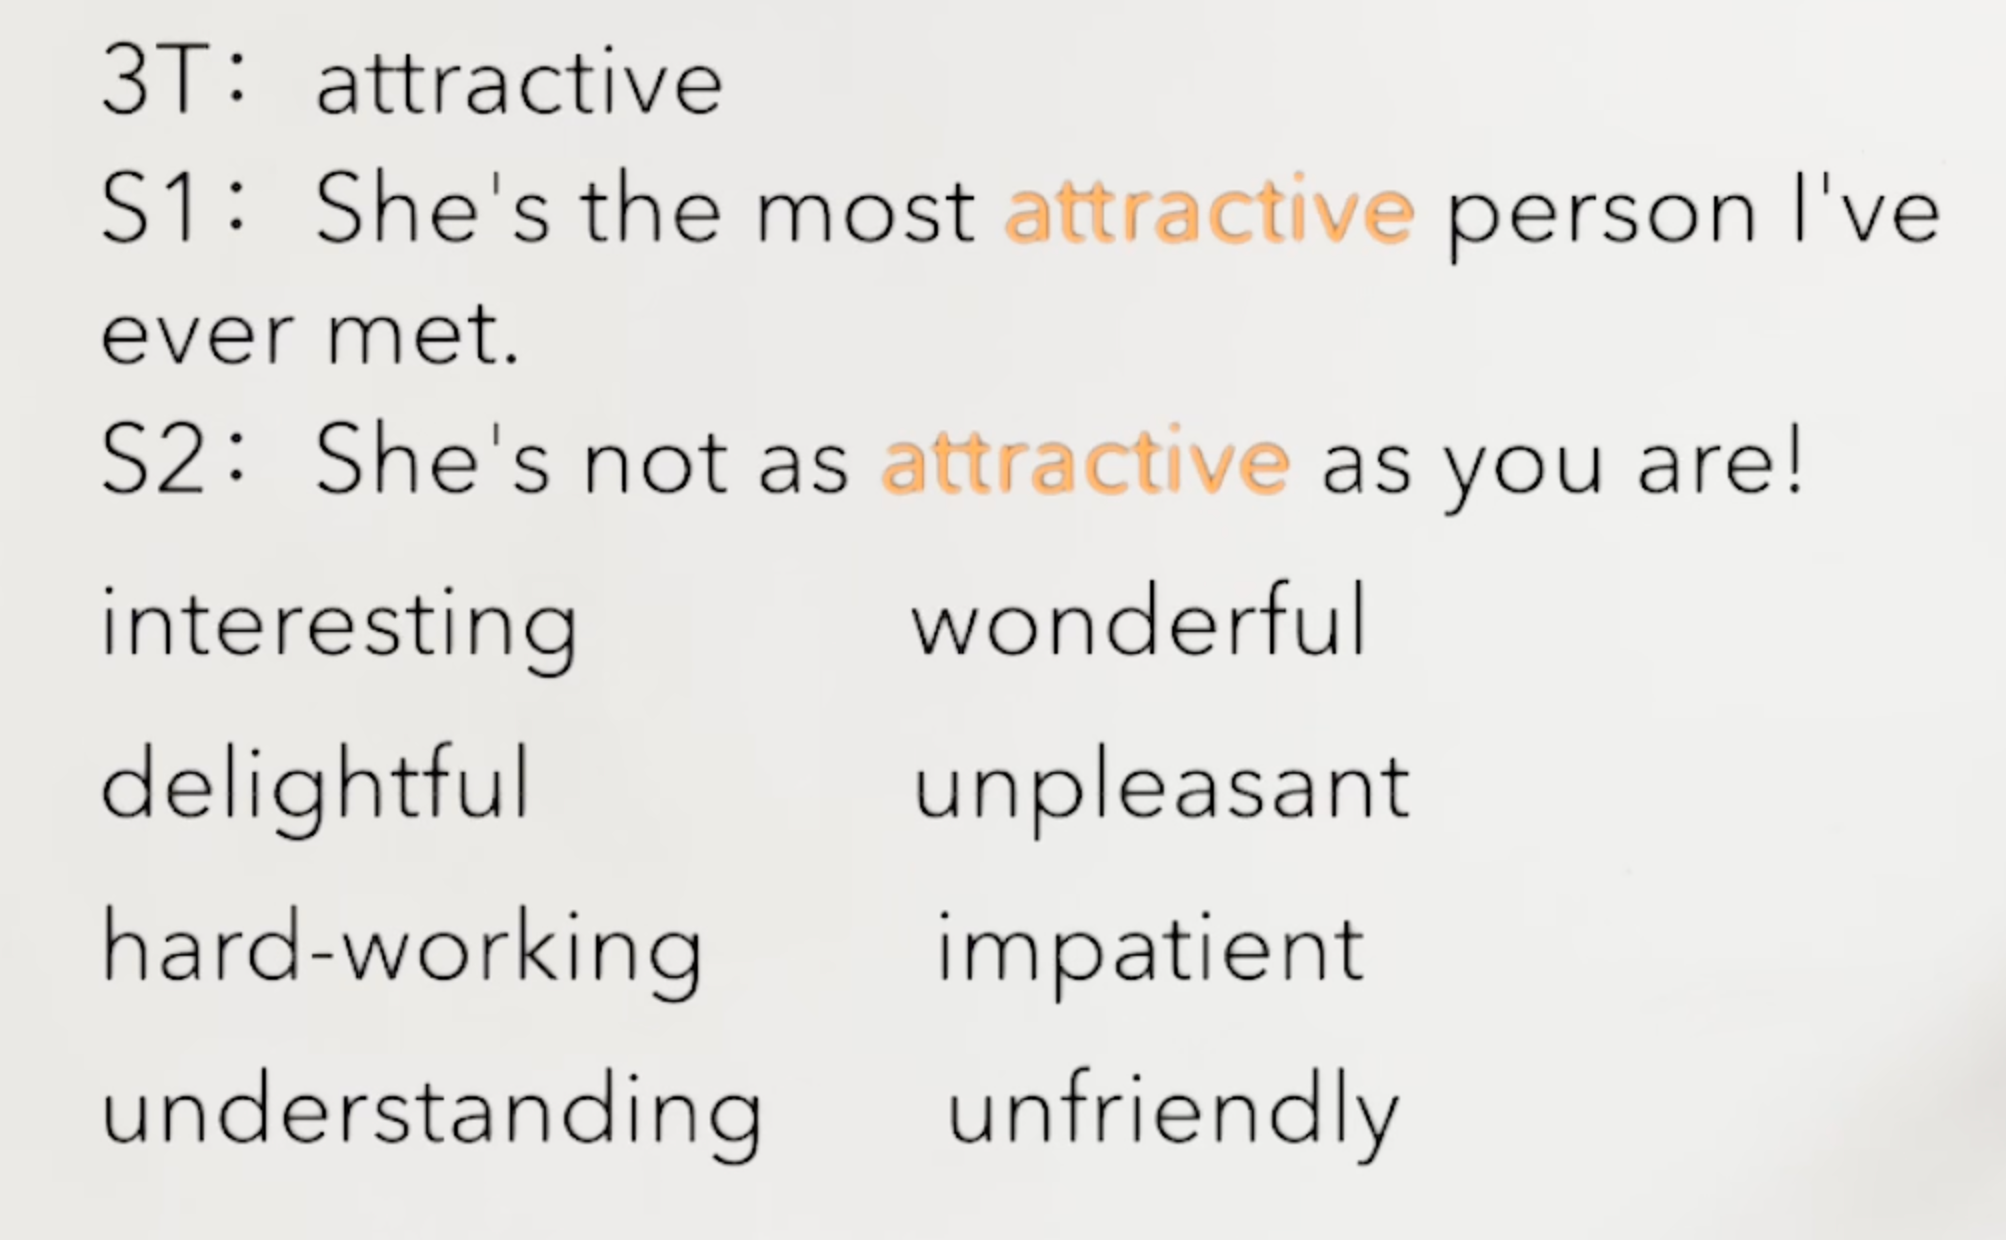 3T: attractive
S1: She's the most attractive person I've
ever met.
S2: She's not as attractive as you are!
interesting wonderful
delightful unpleasant
hard-working impatient
understanding unfriendly